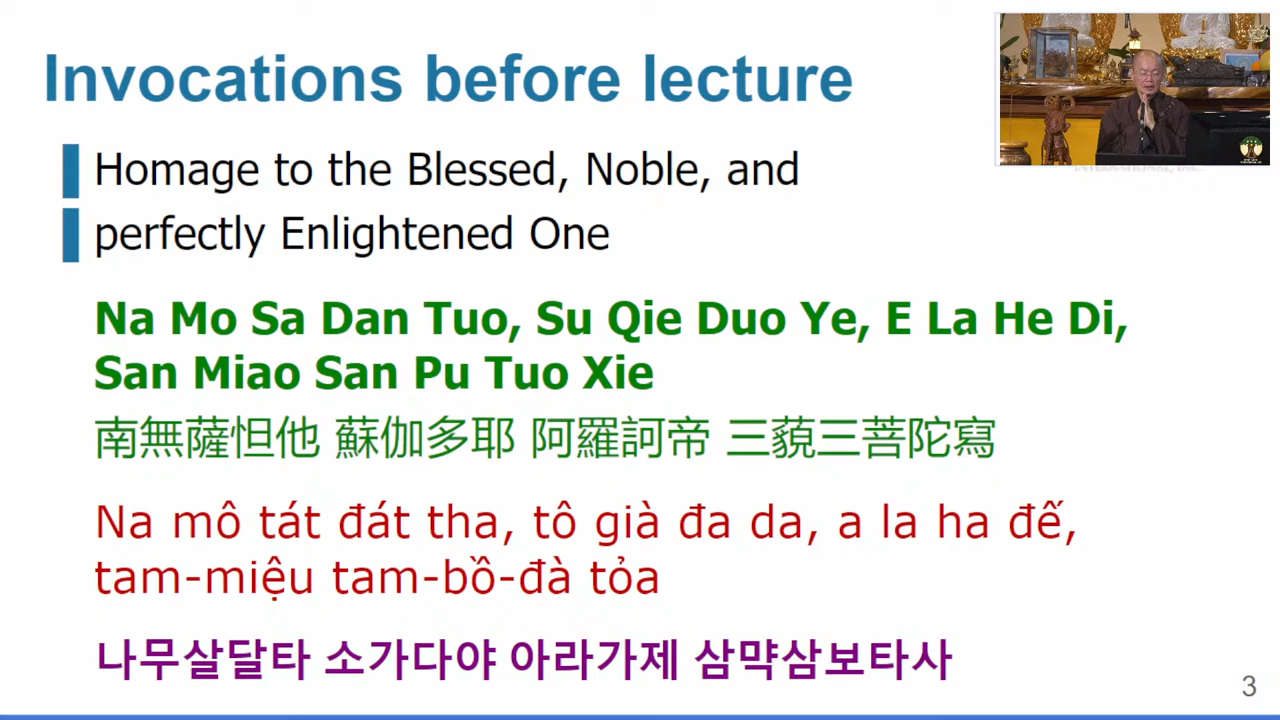 Invocations before lecture
Homage to the Blessed, Noble, and
perfectly Enlightened One
Na Mo Sa Dan Tuo, Su Qie Duo Ye, E La He Di,
San Miao San Pu Tuo Xie
南無薩怛他 蘇伽多耶 阿羅訶帝 三藐三菩陀寫
Na mô tát đát tha, tô già đa da, a la ha đế,
tam-miệu tam-bồ-đà tỏa
나무살달타 소가다야 아라가제 삼먁삼보타사
3